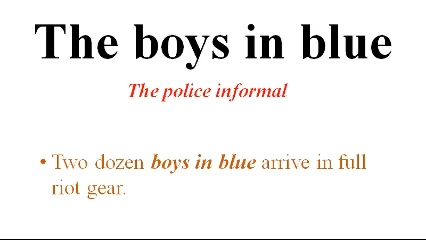 The boys in blue
The police informal
• Two dozen boys in blue arrive in full
riot gear.